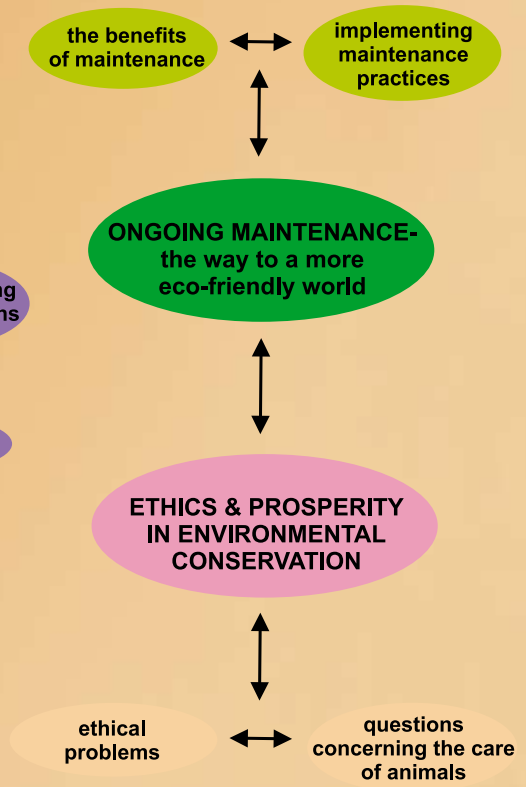 the benefits
of maintenance
implementing
maintenance
practices
ONGOING MAINTENANCE-
the way to a more
eco-friendly world
ETHICS & PROSPERITY
IN ENVIRONMENTAL
CONSERVATION
ethical
problems
questions
concerning the care
of animals